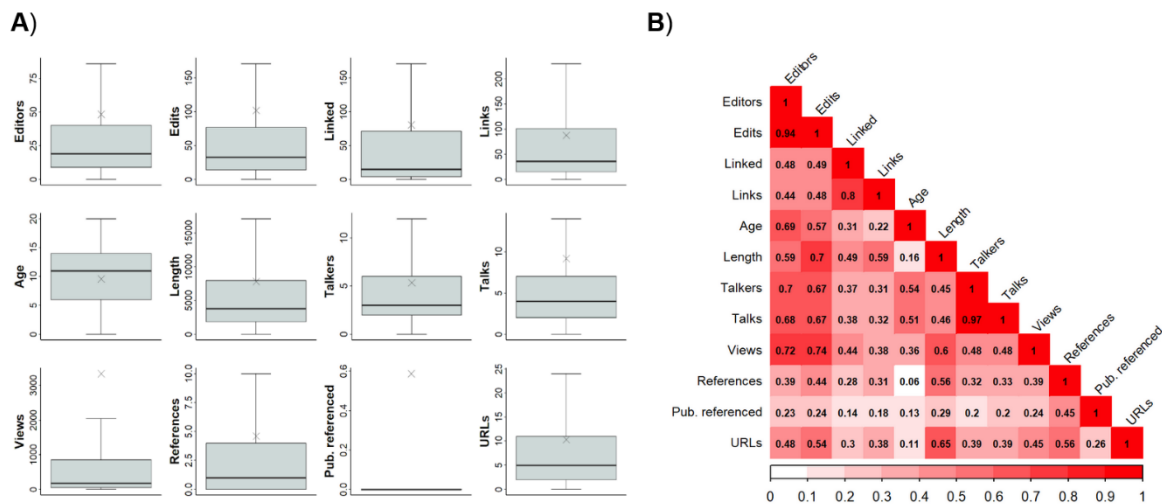 A)
Editors
0 25 50 75
Edits
0 50 100 150
Linked
0 50 100 150
Links
0 50 100 150 200
Age
0 5 10 15 20
Length
0 5000 10000 15000
Talkers
0 5 10
Talks
0 5 10
Views
0 1000 2000 3000
References
0.0 2.5 5.0 7.5 10.0
Pub. referenced
0.0 0.2 0.4 0.6
URLs
0 5 10 15 20 25
B)
Editors
Edits
Linked
Links
Age
Length
Talkers
Talks
Views
References
Pub. referenced
URLs
Editors 1
Edits 0.94 1
Linked 0.48 0.49 1
Links 0.44 0.48 0.8 1
Age 0.69 0.57 0.31 0.22 1
Length 0.59 0.7 0.49 0.59 0.16 1
Talkers 0.7 0.67 0.37 0.31 0.54 0.45 1
Talks 0.68 0.67 0.38 0.32 0.51 0.46 0.97 1
Views 0.72 0.74 0.44 0.38 0.36 0.6 0.48 0.48 1
References 0.39 0.44 0.28 0.31 0.06 0.56 0.32 0.33 0.39 1
Pub. referenced 0.23 0.24 0.14 0.18 0.13 0.29 0.2 0.2 0.24 0.45 1
URLs 0.48 0.54 0.3 0.38 0.11 0.65 0.39 0.39 0.45 0.56 0.26 1
0 0.1 0.2 0.3 0.4 0.5 0.6 0.7 0.8 0.9 1